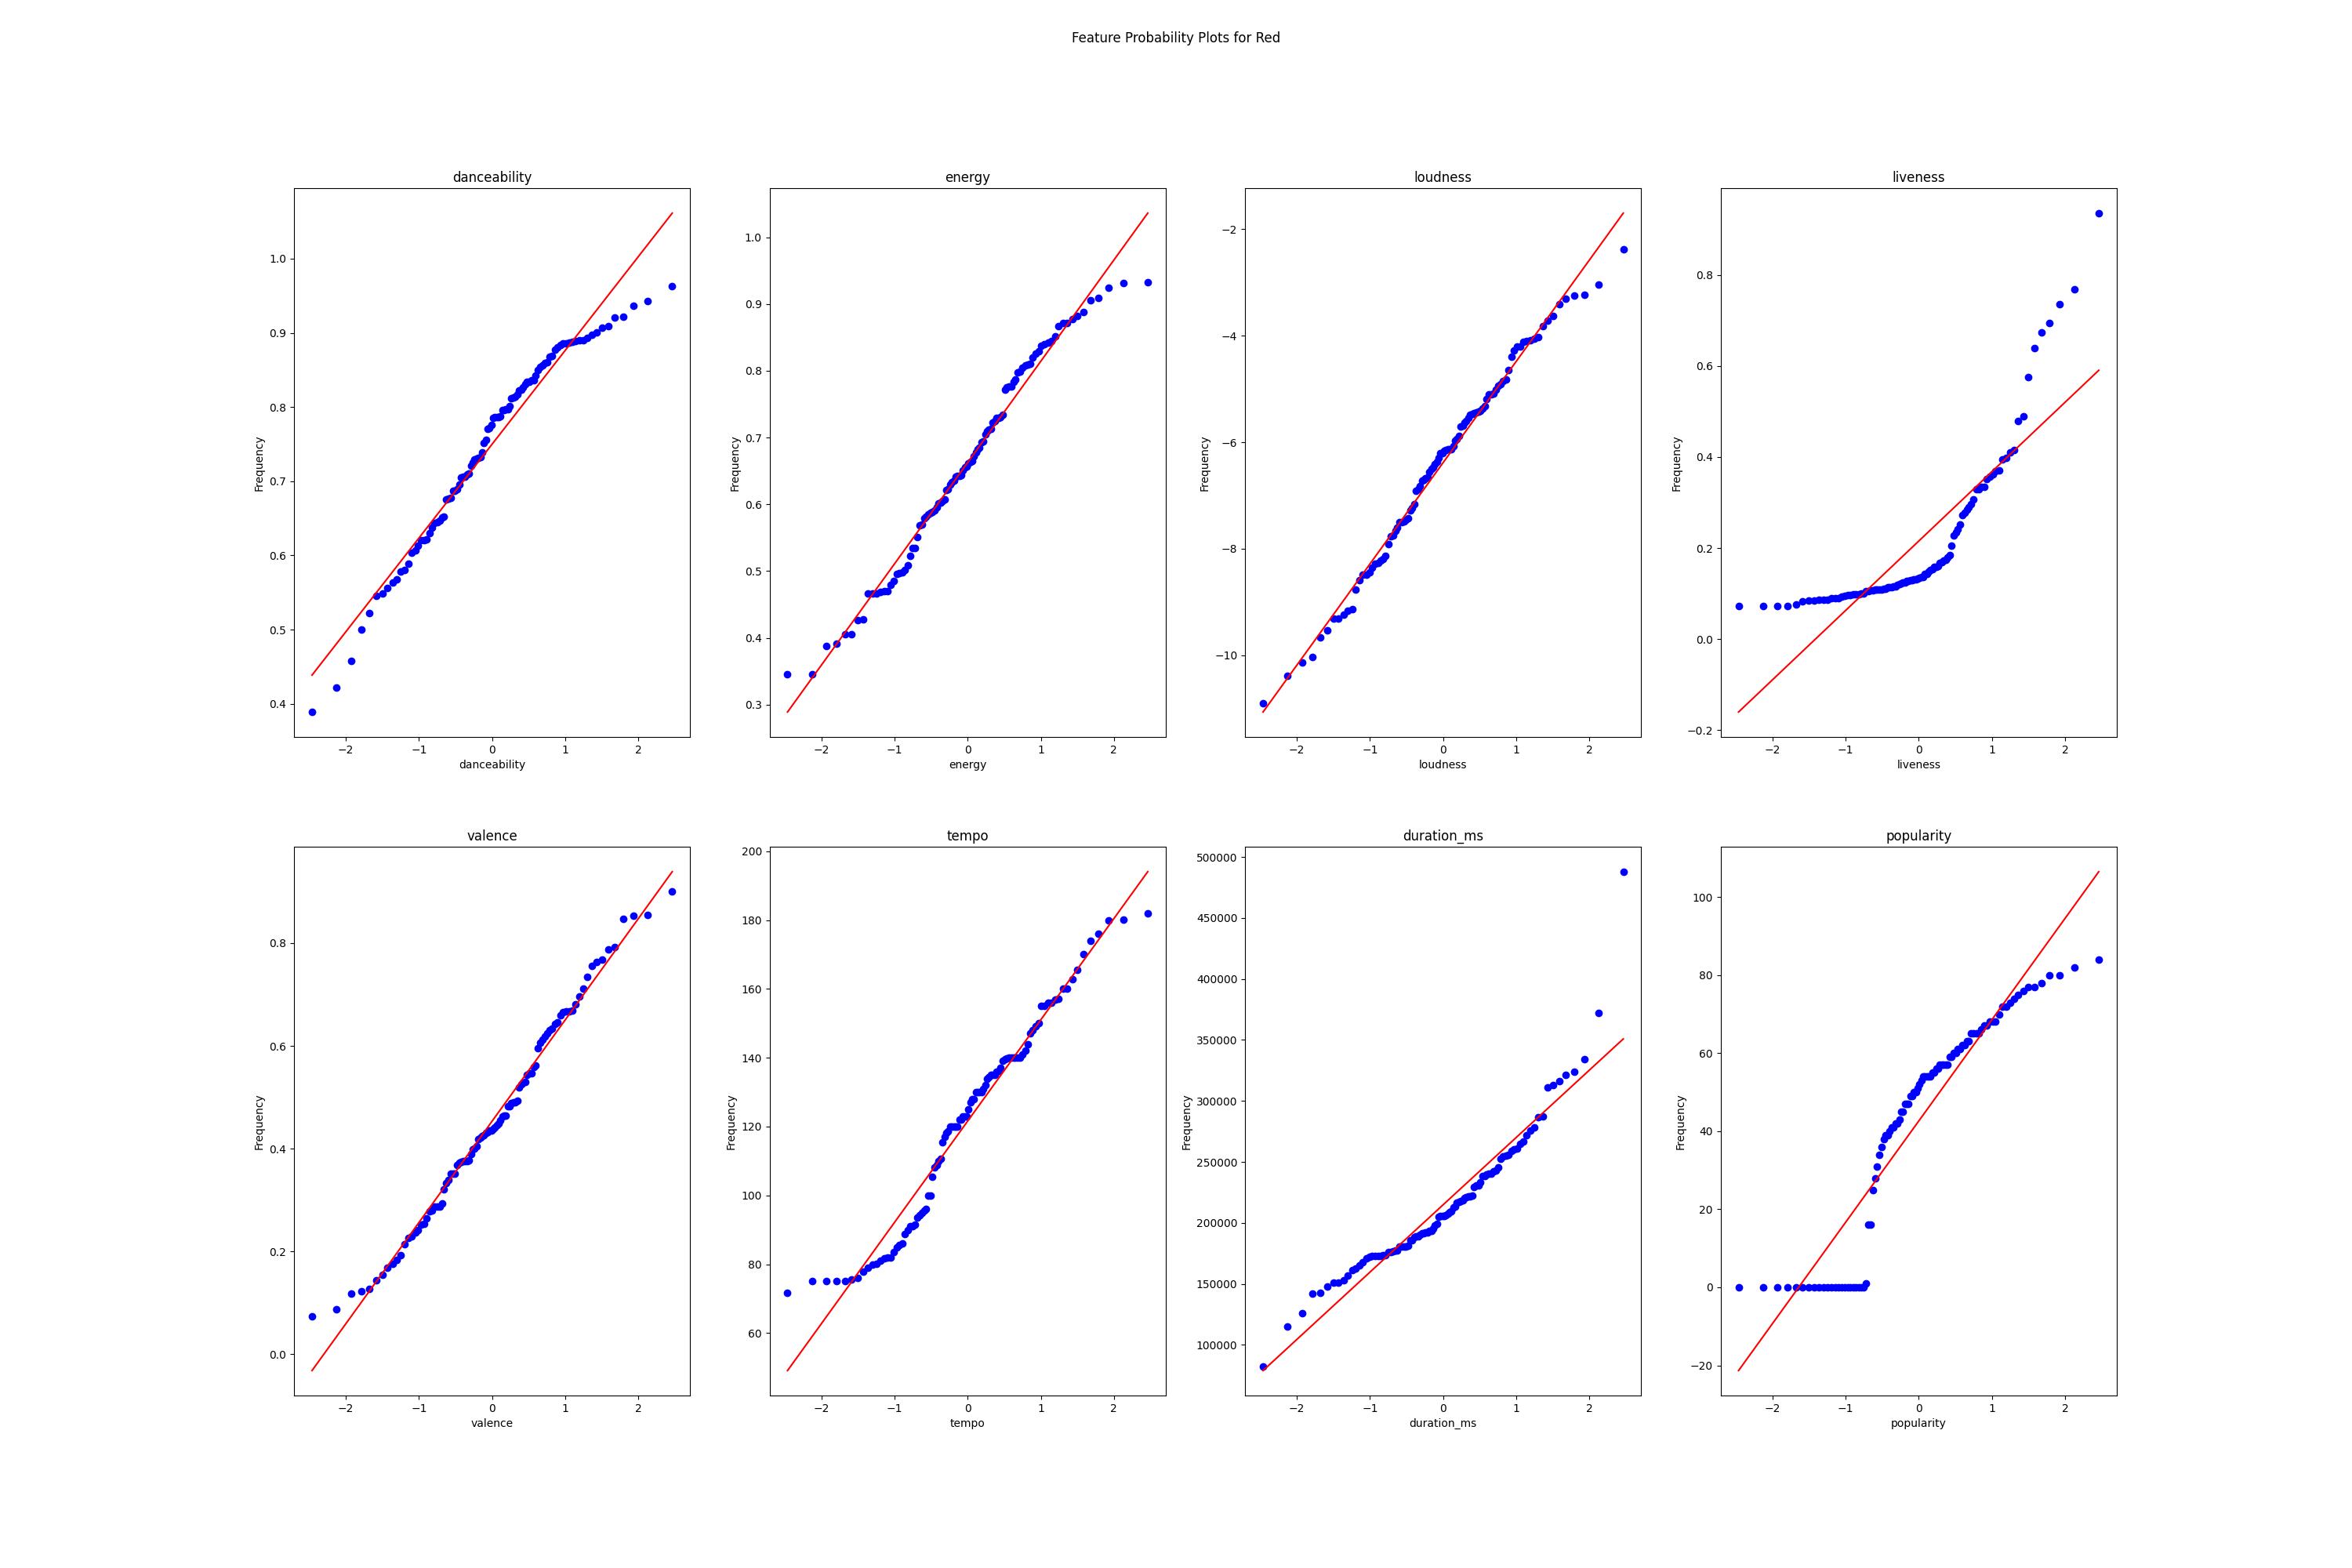 Feature Probability Plots for Red
danceability
Frequency
1.0
0.9
0.8
0.7
0.6
0.5
0.4
−2 −1 0 1 2
danceability
energy
Frequency
1.0
0.9
0.8
0.7
0.6
0.5
0.4
0.3
−2 −1 0 1 2
energy
loudness
Frequency
−2
−4
−6
−8
−10
−2 −1 0 1 2
loudness
liveness
Frequency
0.8
0.6
0.4
0.2
0.0
−0.2
−2 −1 0 1 2
liveness
valence
Frequency
0.8
0.6
0.4
0.2
0.0
−2 −1 0 1 2
valence
tempo
Frequency
200
180
160
140
120
100
80
60
−2 −1 0 1 2
tempo
duration_ms
Frequency
500000
450000
400000
350000
300000
250000
200000
150000
100000
−2 −1 0 1 2
duration_ms
popularity
Frequency
100
80
60
40
20
0
−20
−2 −1 0 1 2
popularity